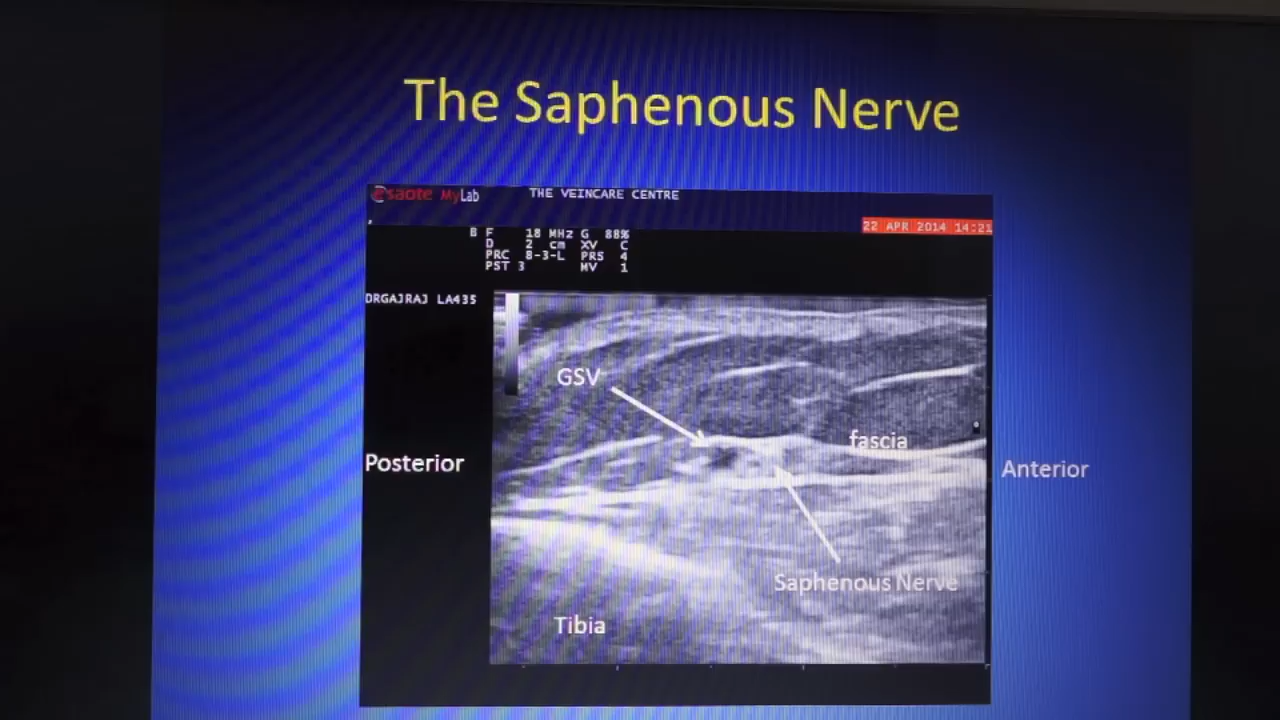 The Saphenous Nerve
esaote MyLab
THE VEINCARE CENTRE
22 APR 2014 14:21
B F 18 MHz G 88%
D 2 cm XV C
PRC 8-3-L PRS 4
PST 3 MV 1
DRGAJRAJ LA435
GSV
fascia
Posterior
Anterior
Saphenous Nerve
Tibia